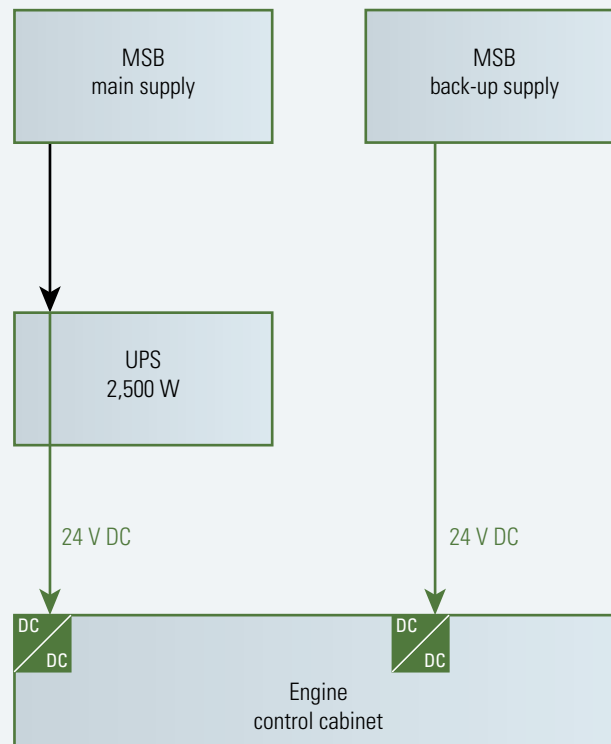 MSB
main supply
MSB
back-up supply
UPS
2,500 W
24 V DC
24 V DC
DC
DC
DC
DC
Engine
control cabinet